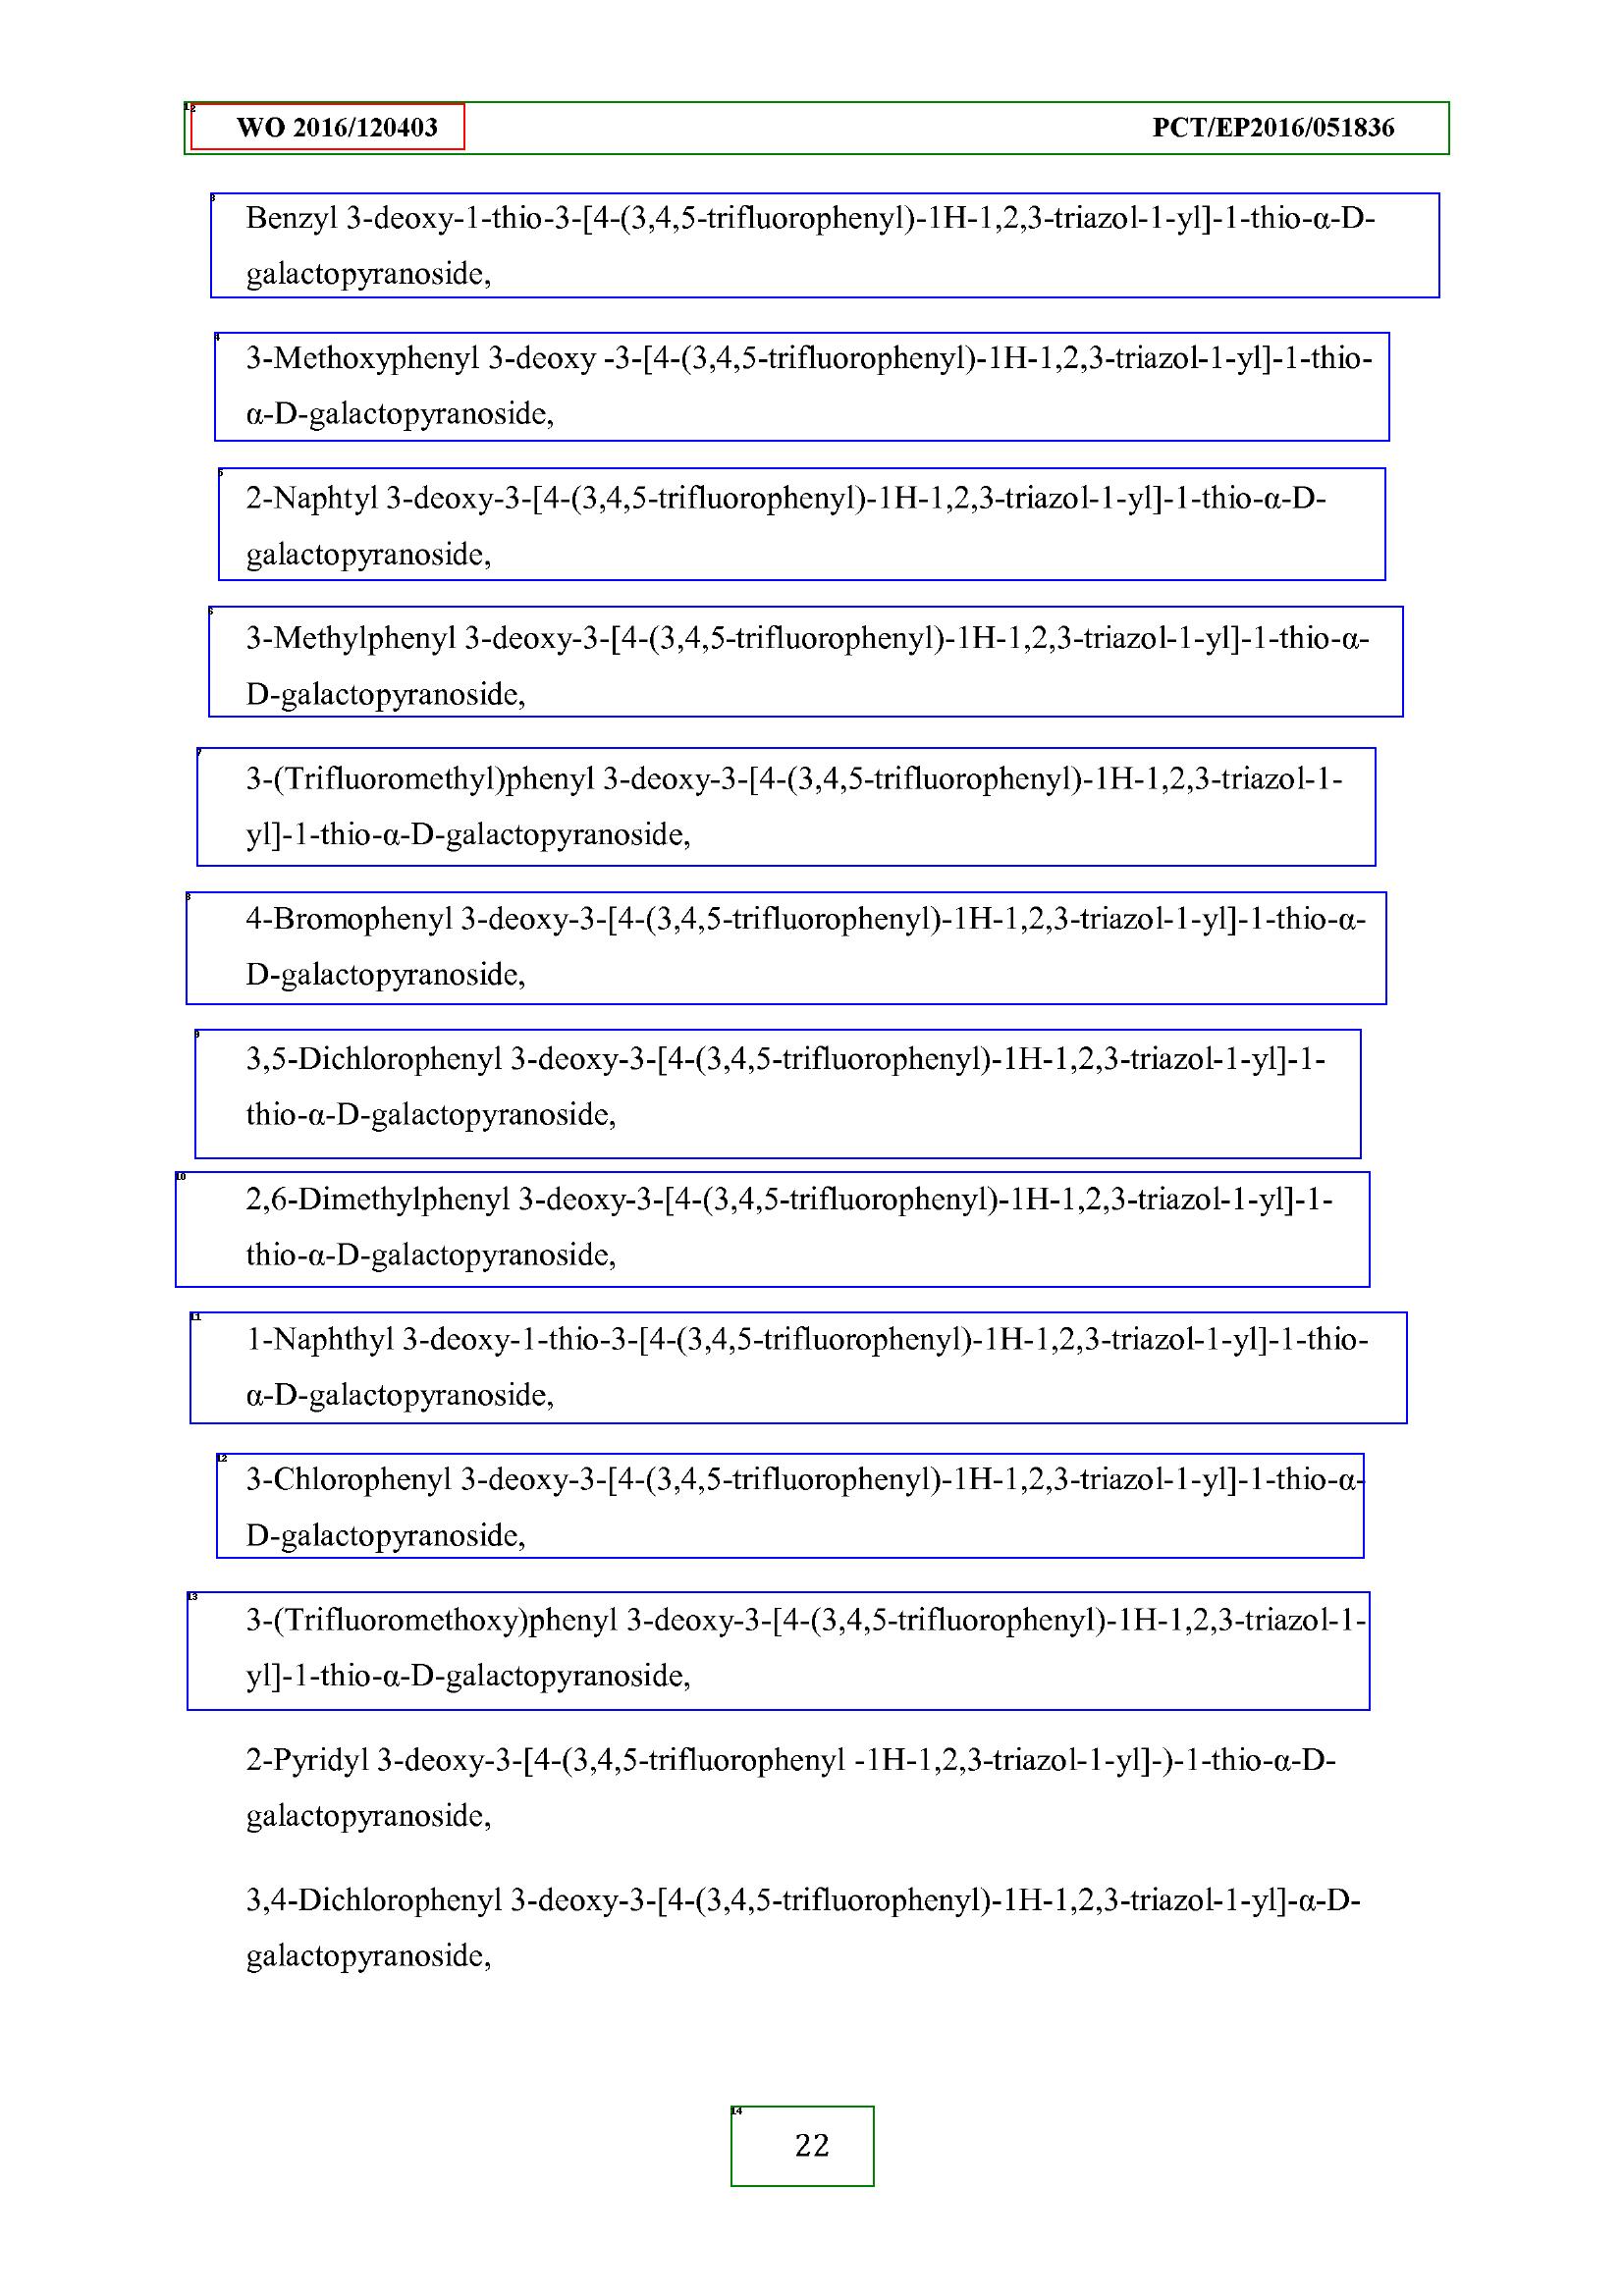 WO 2016/120403 PCT/EP2016/051836
Benzyl 3-deoxy-1-thio-3-[4-(3,4,5-trifluorophenyl)-1H-1,2,3-triazol-1-yl]-1-thio-α-D-
galactopyranoside,
3-Methoxyphenyl 3-deoxy -3-[4-(3,4,5-trifluorophenyl)-1H-1,2,3-triazol-1-yl]-1-thio-
α-D-galactopyranoside,
2-Naphtyl 3-deoxy-3-[4-(3,4,5-trifluorophenyl)-1H-1,2,3-triazol-1-yl]-1-thio-α-D-
galactopyranoside,
3-Methylphenyl 3-deoxy-3-[4-(3,4,5-trifluorophenyl)-1H-1,2,3-triazol-1-yl]-1-thio-α-
D-galactopyranoside,
3-(Trifluoromethyl)phenyl 3-deoxy-3-[4-(3,4,5-trifluorophenyl)-1H-1,2,3-triazol-1-
yl]-1-thio-α-D-galactopyranoside,
4-Bromophenyl 3-deoxy-3-[4-(3,4,5-trifluorophenyl)-1H-1,2,3-triazol-1-yl]-1-thio-α-
D-galactopyranoside,
3,5-Dichlorophenyl 3-deoxy-3-[4-(3,4,5-trifluorophenyl)-1H-1,2,3-triazol-1-yl]-1-
thio-α-D-galactopyranoside,
2,6-Dimethylphenyl 3-deoxy-3-[4-(3,4,5-trifluorophenyl)-1H-1,2,3-triazol-1-yl]-1-
thio-α-D-galactopyranoside,
1-Naphthyl 3-deoxy-1-thio-3-[4-(3,4,5-trifluorophenyl)-1H-1,2,3-triazol-1-yl]-1-thio-
α-D-galactopyranoside,
3-Chlorophenyl 3-deoxy-3-[4-(3,4,5-trifluorophenyl)-1H-1,2,3-triazol-1-yl]-1-thio-α-
D-galactopyranoside,
3-(Trifluoromethoxy)phenyl 3-deoxy-3-[4-(3,4,5-trifluorophenyl)-1H-1,2,3-triazol-1-
yl]-1-thio-α-D-galactopyranoside,
2-Pyridyl 3-deoxy-3-[4-(3,4,5-trifluorophenyl -1H-1,2,3-triazol-1-yl]-)-1-thio-α-D-
galactopyranoside,
3,4-Dichlorophenyl 3-deoxy-3-[4-(3,4,5-trifluorophenyl)-1H-1,2,3-triazol-1-yl]-α-D-
galactopyranoside,
22